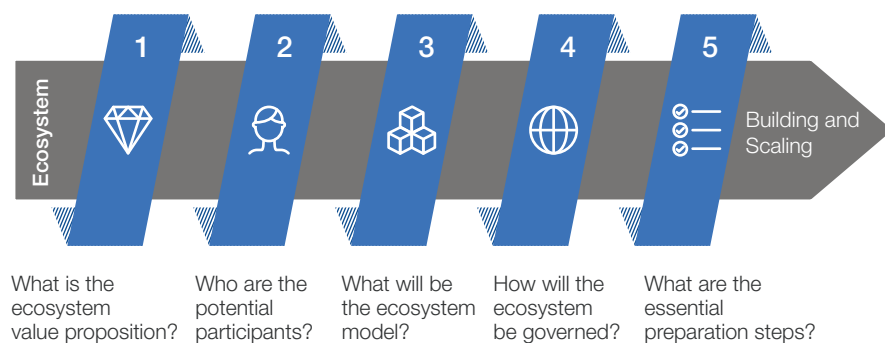 1
2
3
4
5
Ecosystem
Building and
Scaling
What is the
ecosystem
value proposition?
Who are the
potential
participants?
What will be
the ecosystem
model?
How will the
ecosystem
be governed?
What are the
essential
preparation steps?